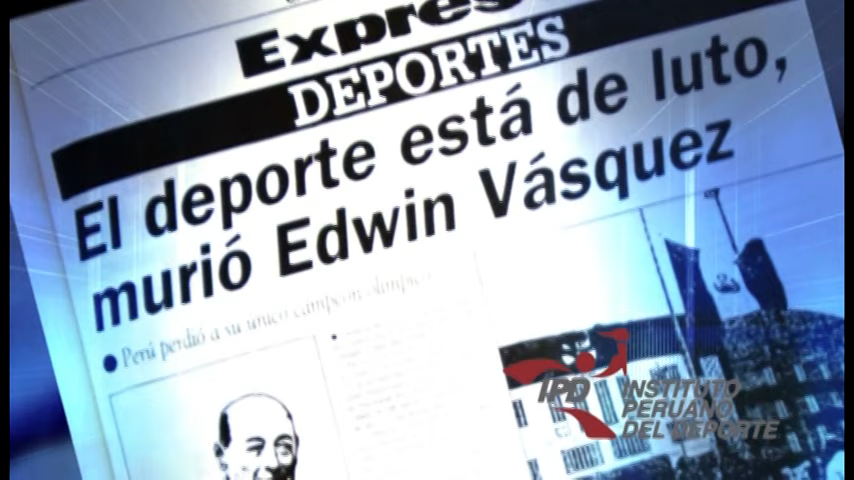 Expres
DEPORTES
El deporte está de luto,
murió Edwin Vásquez
Perú perdió a su único campeón olímpico
IPD INSTITUTO
PERUANO
DEL DEPORTE